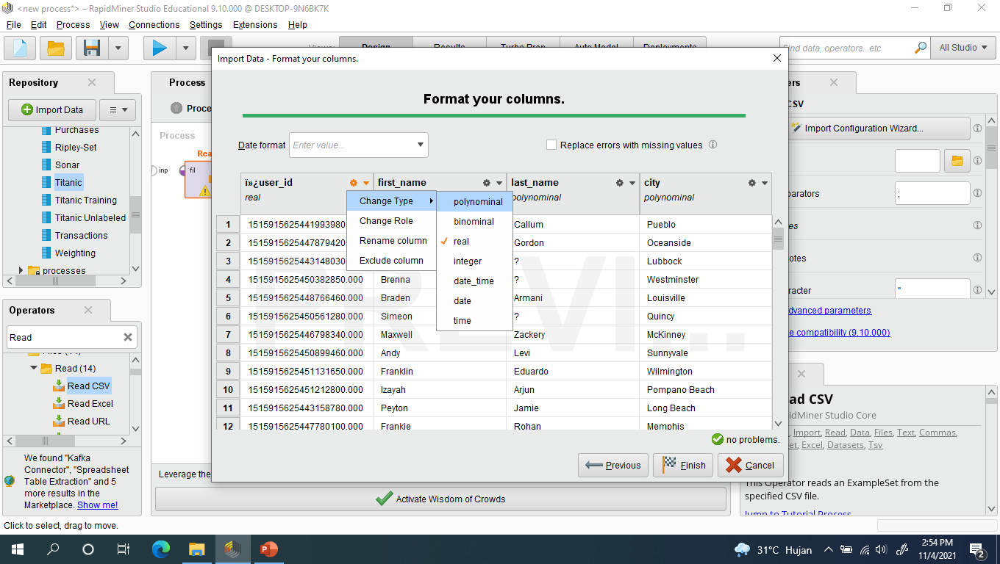 <new process*> – RapidMiner Studio Educational 9.10.000 @ DESKTOP-9N6BK7K
File Edit Process View Connections Settings Extensions Help
Views: Design Results Turbo Prep Auto Model Deployments
Find data, operators...etc
All Studio
Import Data - Format your columns.
Repository
Import Data
Purchases
Ripley-Set
Sonar
Titanic
Titanic Training
Titanic Unlabeled
Transactions
Weighting
processes
Operators
Read
Read (14)
Read CSV
Read Excel
Read URL
We found "Kafka
Connector", "Spreadsheet
Table Extraction" and 5
more results in the
Marketplace. Show me!
Click to select, drag to move.
Process
Proce
Process
Rea
inp
fil
Leverage the
Activate Wisdom of Crowds
Format your columns.
Date format Enter value...
Replace errors with missing values
ï»¿user_id first_name last_name city
real polynominal polynominal
Change Type
Change Role
Rename column
Exclude column
polynominal
binominal
real
integer
date_time
date
time
1 1515915625441993980. Callum Pueblo
2 1515915625447879420. Gordon Oceanside
3 1515915625443148030. ? Lubbock
4 1515915625450382850.000 Brenna ? Westminster
5 1515915625448766460.000 Braden Armani Louisville
6 1515915625450561280.000 Simeon ? Quincy
7 1515915625446798340.000 Maxwell Zackery McKinney
8 1515915625450899460.000 Andy Levi Sunnyvale
9 1515915625451131650.000 Franklin Eduardo Wilmington
10 1515915625451212800.000 Izayah Arjun Pompano Beach
11 1515915625443158780.000 Peyton Jamie Long Beach
12 1515915625447780100.000 Frankie Rohan Memphis
PREVI...
no problems.
Previous
Finish
Cancel
ers
CSV
Import Configuration Wizard...
parators ;
es
otes
racter "
dvanced parameters
e compatibility (9.10.000)
ad CSV
idMiner Studio Core
, Import, Read, Data, Files, Text, Commas,
et, Excel, Datasets, Tsv
This Operator reads an ExampleSet from the
specified CSV file.
Jump to Tutorial Process
31°C Hujan
2:54 PM
11/4/2021
2